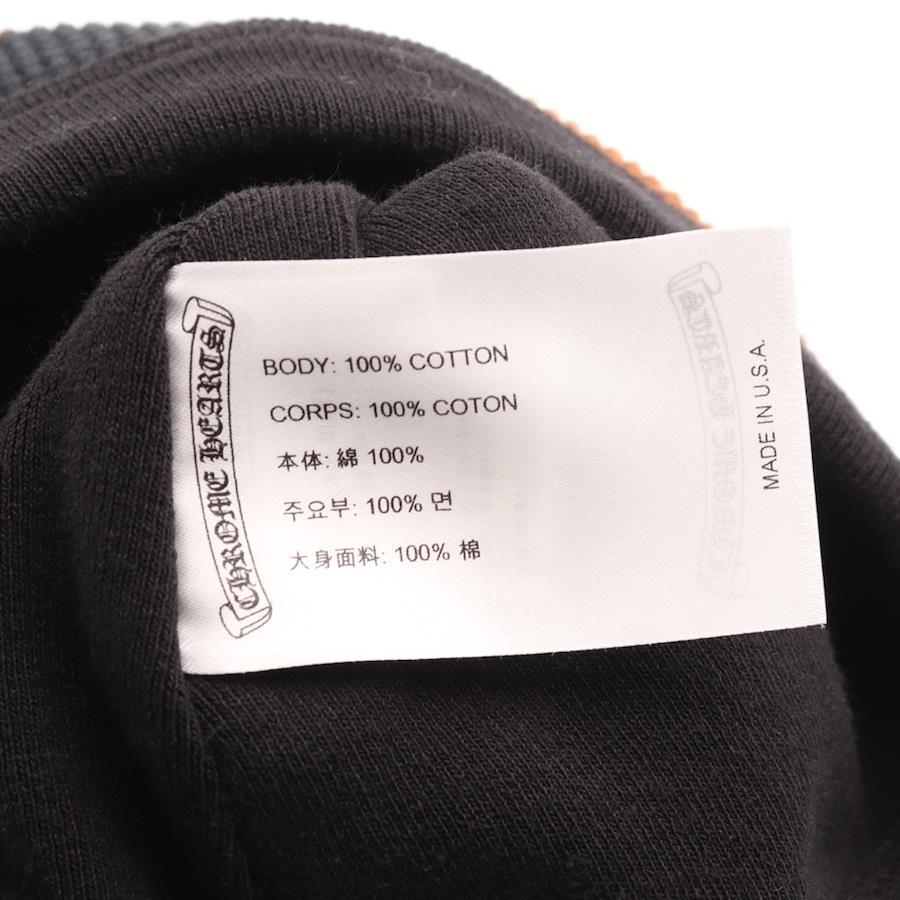 CHROME HEARTS
BODY: 100% COTTON
CORPS: 100% COTON
本体: 綿 100%
주요부: 100% 면
大身面料: 100% 棉
MADE IN U.S.A.